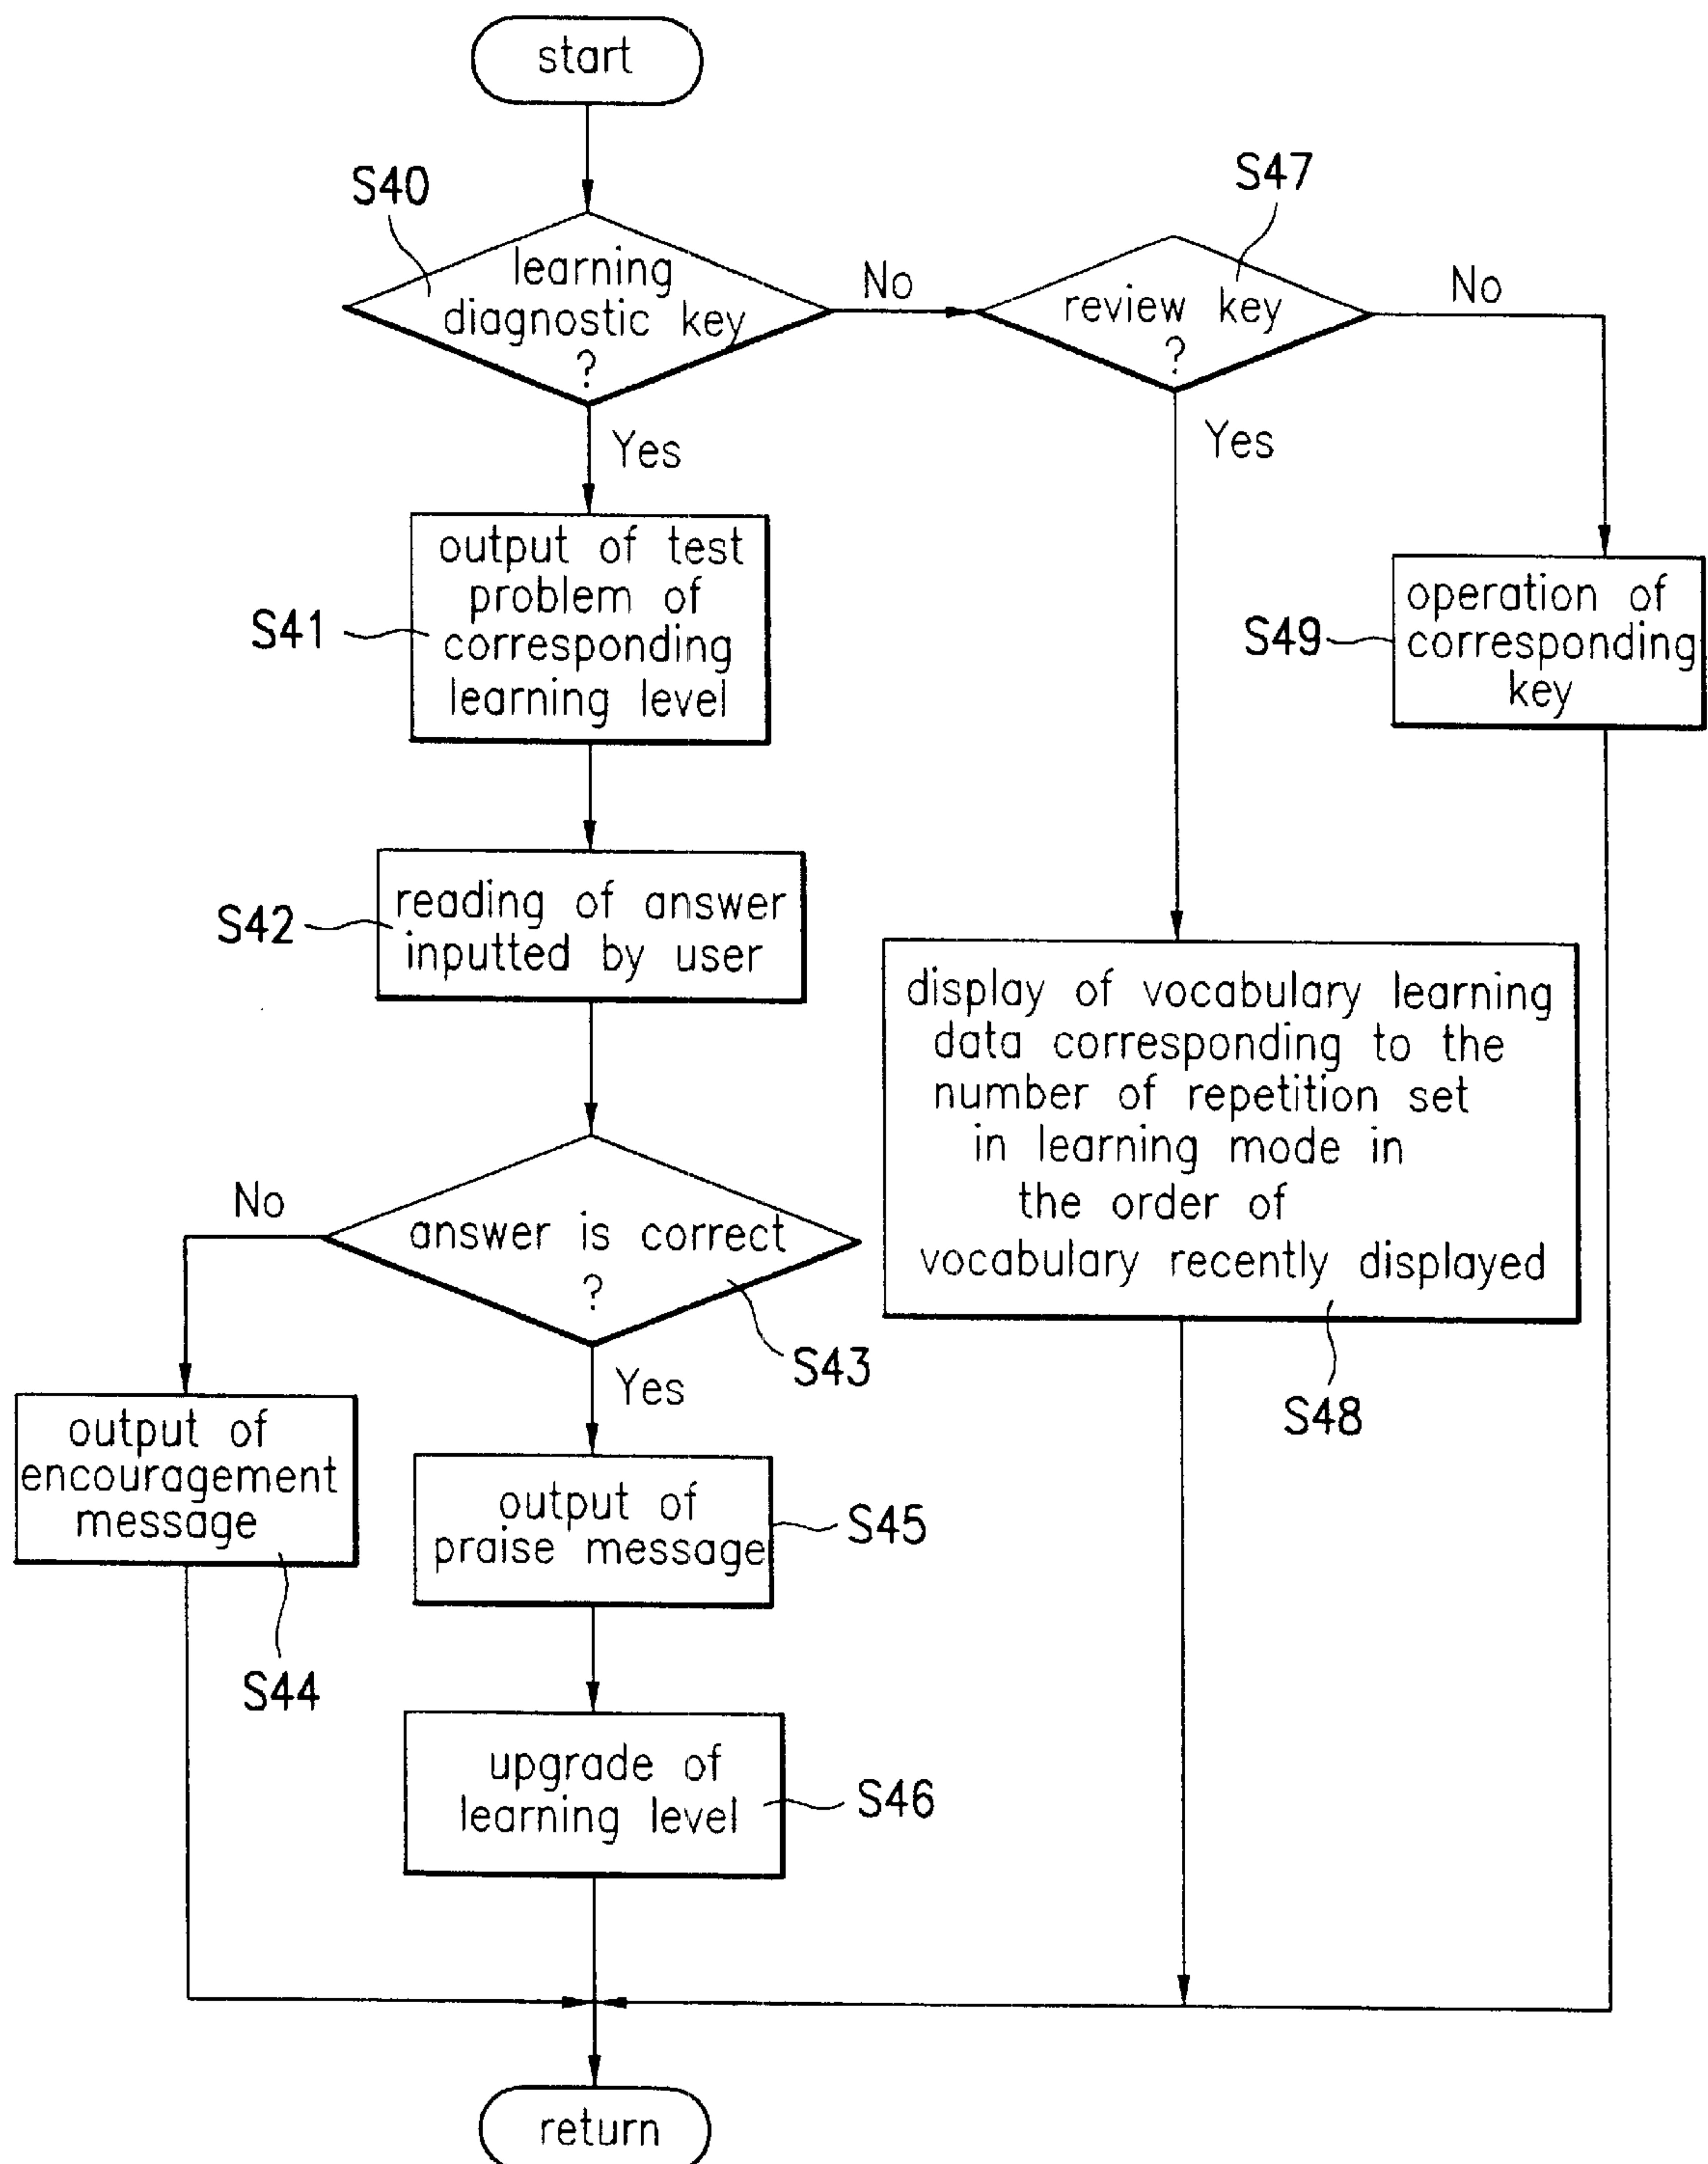 start
S40
S47
learning
diagnostic key
?
No
review key
?
No
Yes
Yes
output of test
problem of
corresponding
learning level
S41
operation of
corresponding
key
S49
reading of answer
inputted by user
S42
display of vocabulary learning
data corresponding to the
number of repetition set
in learning mode in
the order of
vocabulary recently displayed
S48
No
answer is correct
?
S43
Yes
output of
encouragement
message
S44
output of
praise message
S45
upgrade of
learning level
S46
return